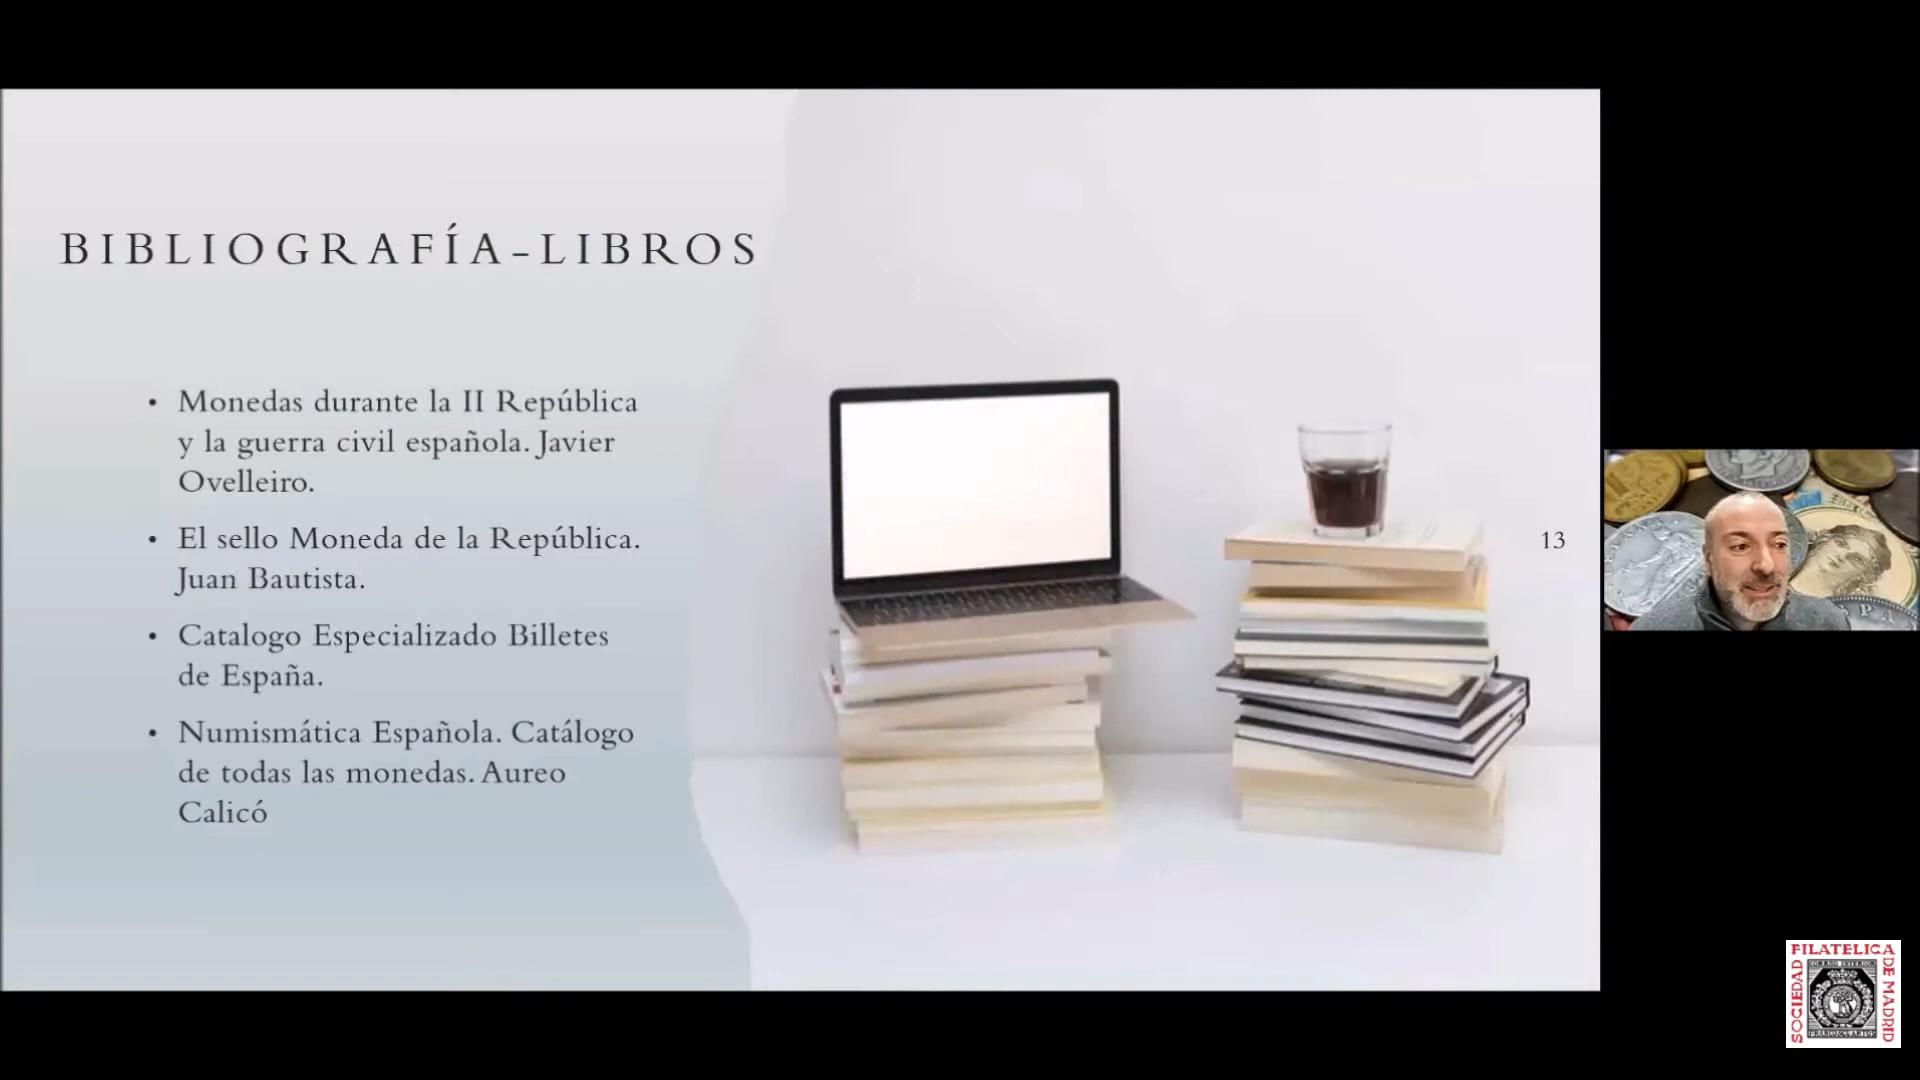 BIBLIOGRAFÍA-LIBROS
• Monedas durante la II República
y la guerra civil española. Javier
Ovelleiro.
• El sello Moneda de la República.
Juan Bautista.
• Catalogo Especializado Billetes
de España.
• Numismática Española. Catálogo
de todas las monedas. Aureo
Calicó
13
SOCIEDAD
FILATELICA
DE MADRID